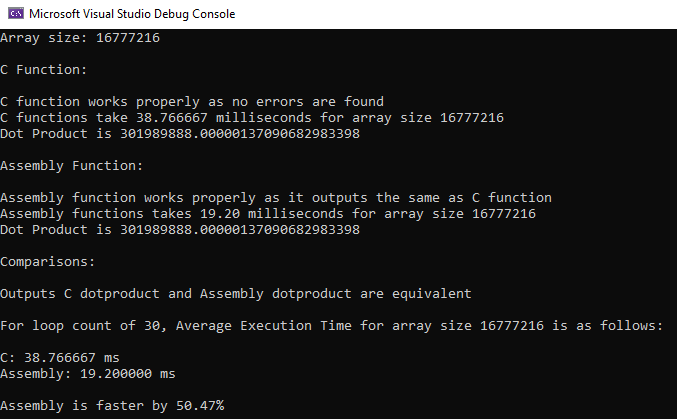 Microsoft Visual Studio Debug Console
Array size: 16777216
C Function:
C function works properly as no errors are found
C functions take 38.766667 milliseconds for array size 16777216
Dot Product is 301989888.00000137090682983398
Assembly Function:
Assembly function works properly as it outputs the same as C function
Assembly functions takes 19.20 milliseconds for array size 16777216
Dot Product is 301989888.00000137090682983398
Comparisons:
Outputs C dotproduct and Assembly dotproduct are equivalent
For loop count of 30, Average Execution Time for array size 16777216 is as follows:
C: 38.766667 ms
Assembly: 19.200000 ms
Assembly is faster by 50.47%